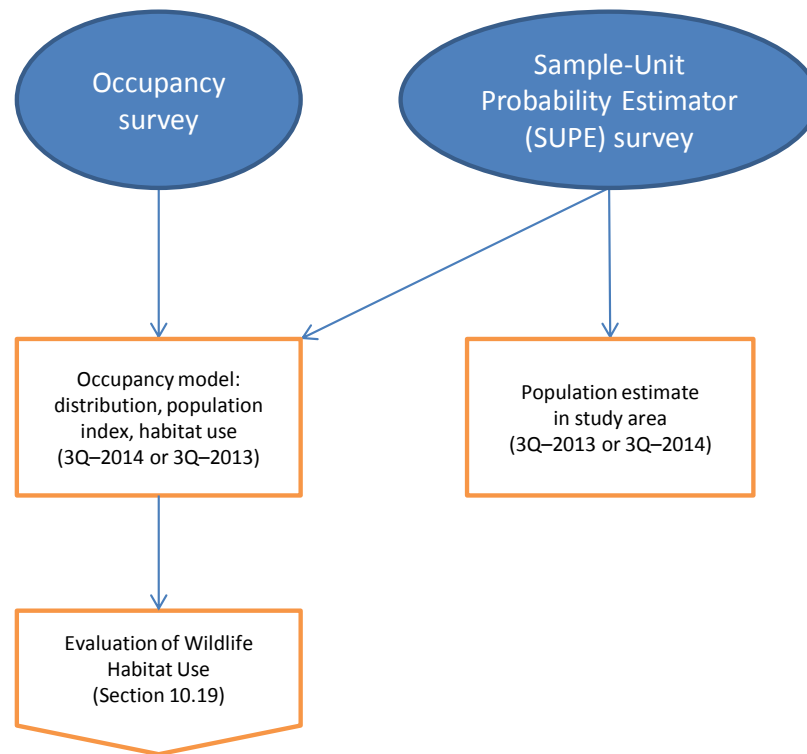 Occupancy
survey
Sample-Unit
Probability Estimator
(SUPE) survey
Occupancy model:
distribution, population
index, habitat use
(3Q–2014 or 3Q–2013)
Population estimate
in study area
(3Q–2013 or 3Q–2014)
Evaluation of Wildlife
Habitat Use
(Section 10.19)